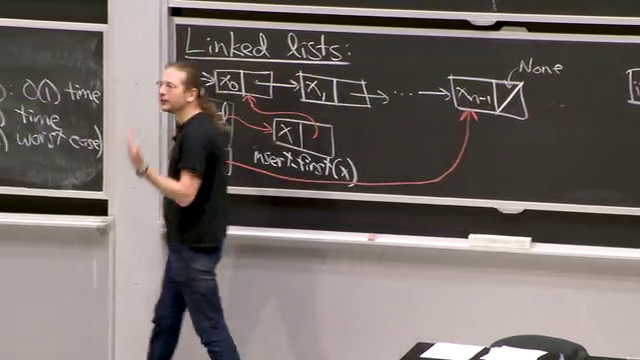 : O(1) time
) time
) worst case)
Linked lists:
x₀ x₁ ... xₙ₋₁ None
x
insert_first(x)